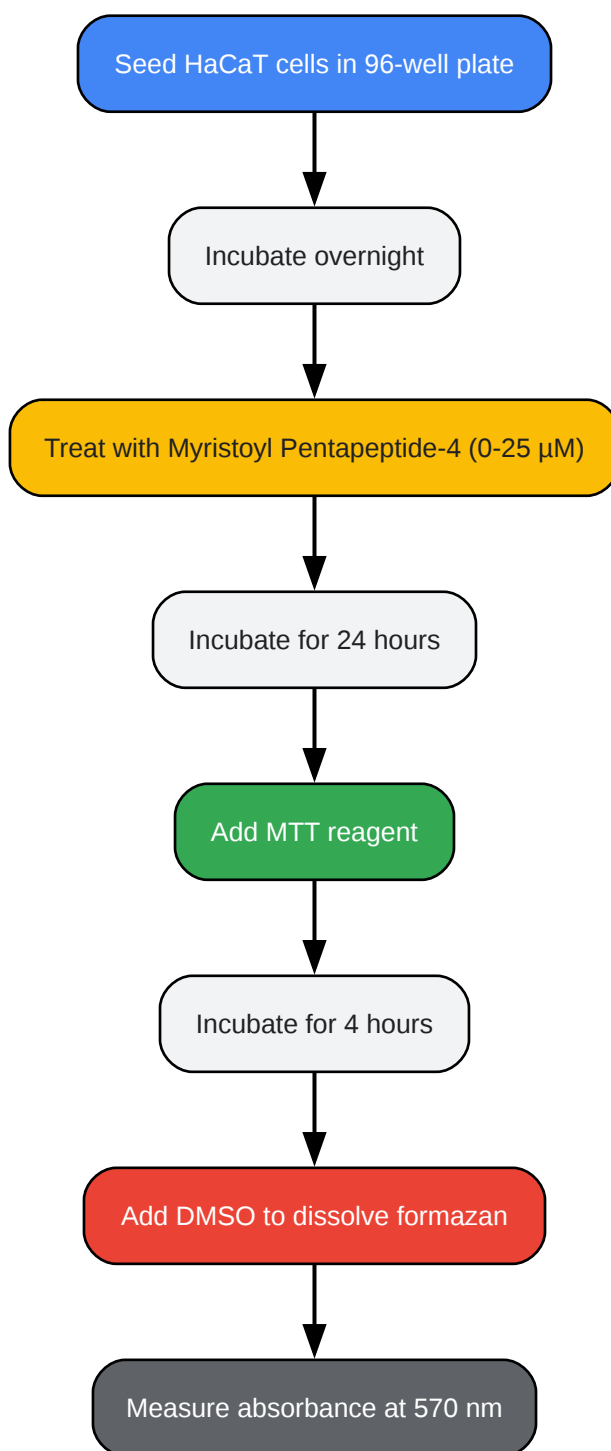 Seed HaCaT cells in 96-well plate
Incubate overnight
Treat with Myristoyl Pentapeptide-4 (0-25 µM)
Incubate for 24 hours
Add MTT reagent
Incubate for 4 hours
Add DMSO to dissolve formazan
Measure absorbance at 570 nm